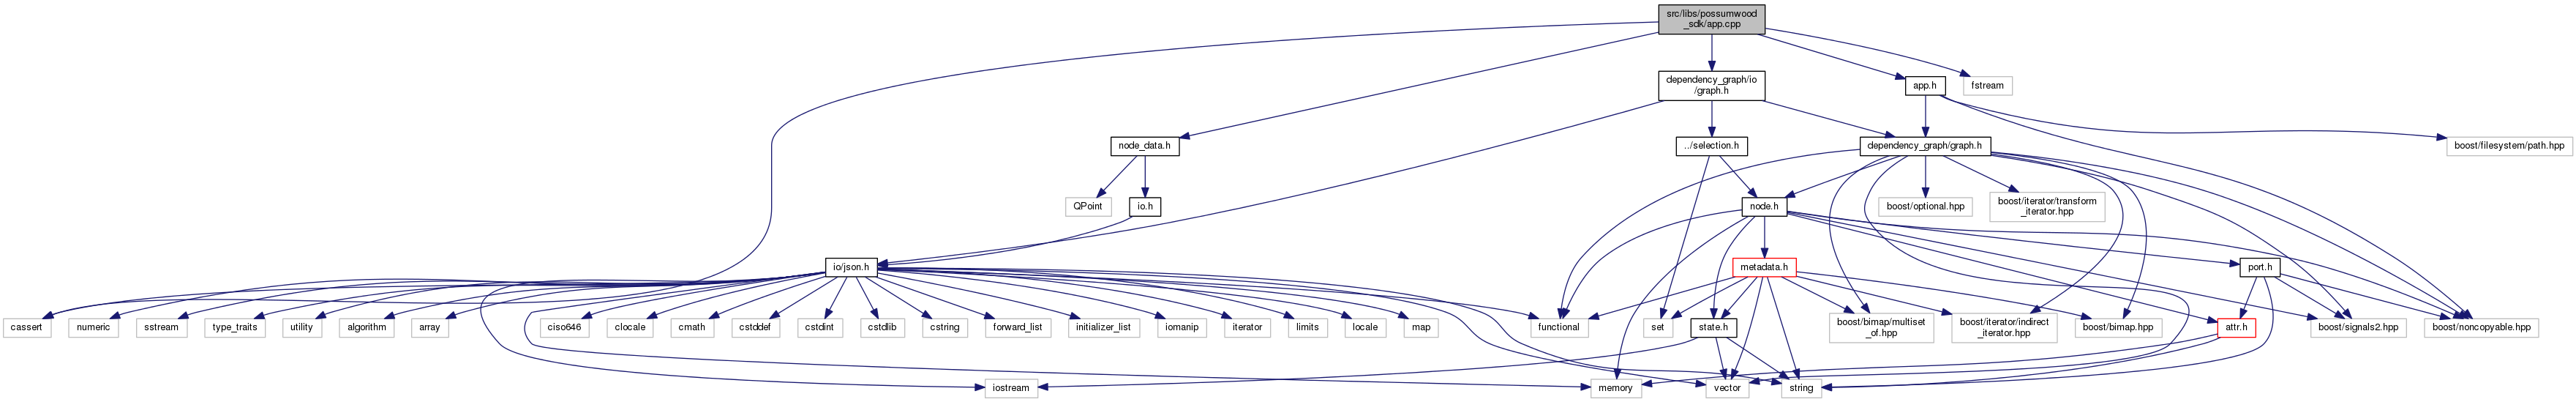 src/libs/possumwood
_sdk/app.cpp
dependency_graph/io
/graph.h
app.h
fstream
node_data.h
../selection.h
dependency_graph/graph.h
boost/filesystem/path.hpp
QPoint
io.h
node.h
boost/optional.hpp
boost/iterator/transform
_iterator.hpp
io/json.h
metadata.h
port.h
cassert
numeric
sstream
type_traits
utility
algorithm
array
ciso646
clocale
cmath
cstddef
cstdint
cstdlib
cstring
forward_list
initializer_list
iomanip
iterator
limits
locale
map
functional
set
state.h
boost/bimap/multiset
_of.hpp
boost/iterator/indirect
_iterator.hpp
boost/bimap.hpp
attr.h
boost/signals2.hpp
boost/noncopyable.hpp
iostream
memory
vector
string